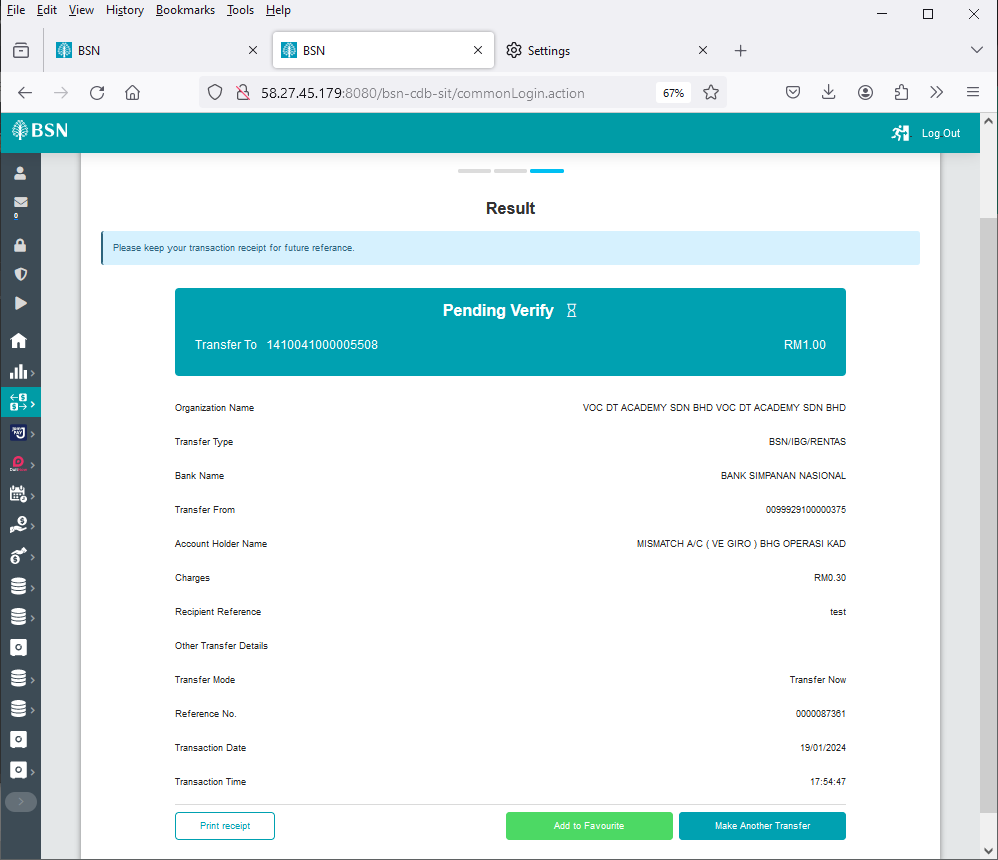 File Edit View History Bookmarks Tools Help
BSN
BSN
Settings
58.27.45.179:8080/bsn-cdb-sit/commonLogin.action
67%
BSN
Log Out
0
Result
Please keep your transaction receipt for future referance.
Pending Verify
Transfer To 1410041000005508 RM1.00
Organization Name VOC DT ACADEMY SDN BHD VOC DT ACADEMY SDN BHD
Transfer Type BSN/IBG/RENTAS
Bank Name BANK SIMPANAN NASIONAL
Transfer From 0099929100000375
Account Holder Name MISMATCH A/C ( VE GIRO ) BHG OPERASI KAD
Charges RM0.30
Recipient Reference test
Other Transfer Details
Transfer Mode Transfer Now
Reference No. 0000087361
Transaction Date 19/01/2024
Transaction Time 17:54:47
Print receipt Add to Favourite Make Another Transfer